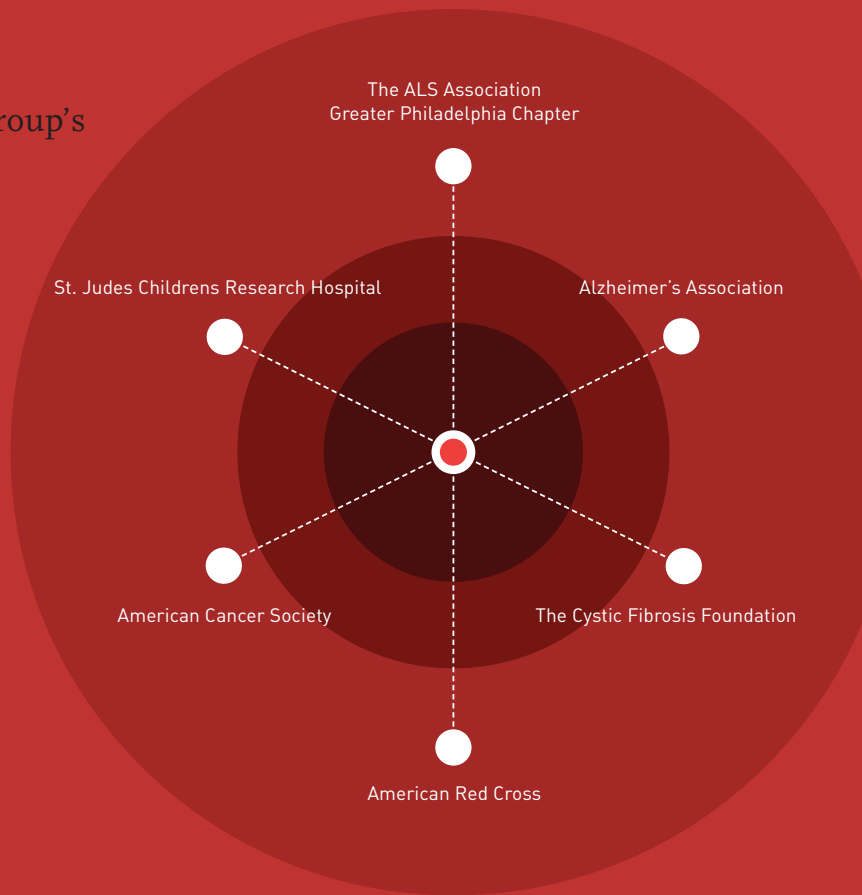 The ALS Association
Greater Philadelphia Chapter
roup's
St. Judes Childrens Research Hospital
Alzheimer's Association
American Cancer Society
The Cystic Fibrosis Foundation
American Red Cross